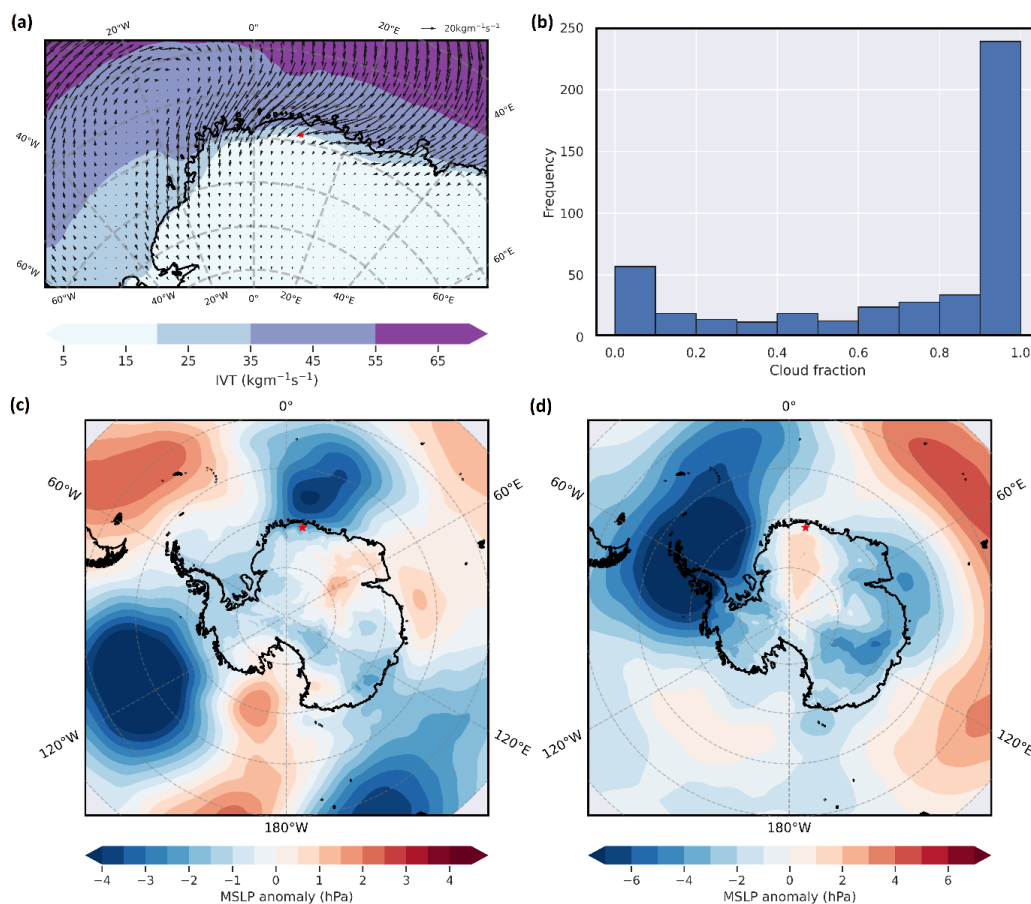 (a)
20°W 0° 20°E
20kgm⁻¹s⁻¹
40°W 40°E
60°W 60°E
60°W 40°W 20°W 0° 20°E 40°E 60°E
5 15 25 35 45 55 65
IVT (kgm⁻¹s⁻¹)
(b)
250
200
150
100
50
0
Frequency
0.0 0.2 0.4 0.6 0.8 1.0
Cloud fraction
(c)
0°
60°W 60°E
120°W 120°E
180°W
−4 −3 −2 −1 0 1 2 3 4
MSLP anomaly (hPa)
(d)
0°
60°W 60°E
120°W 120°E
180°W
−6 −4 −2 0 2 4 6
MSLP anomaly (hPa)